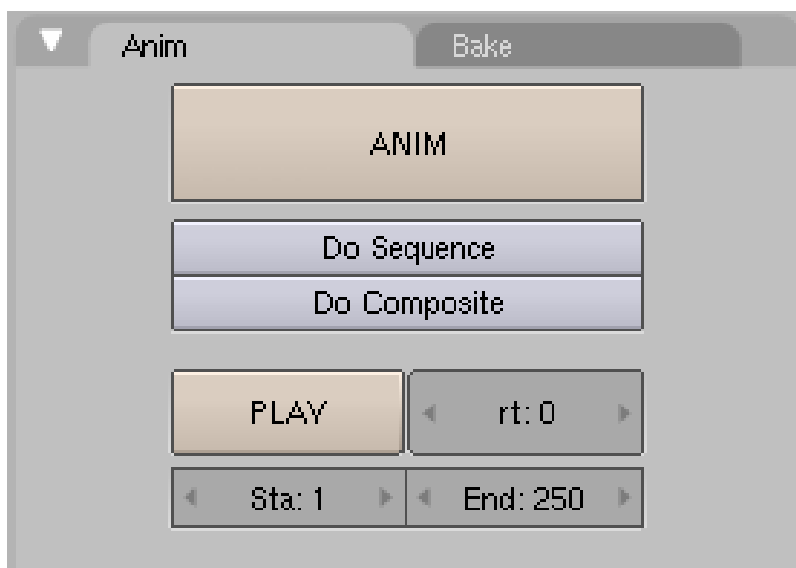 Anim Bake
ANIM
Do Sequence
Do Composite
PLAY rt: 0
Sta: 1 End: 250